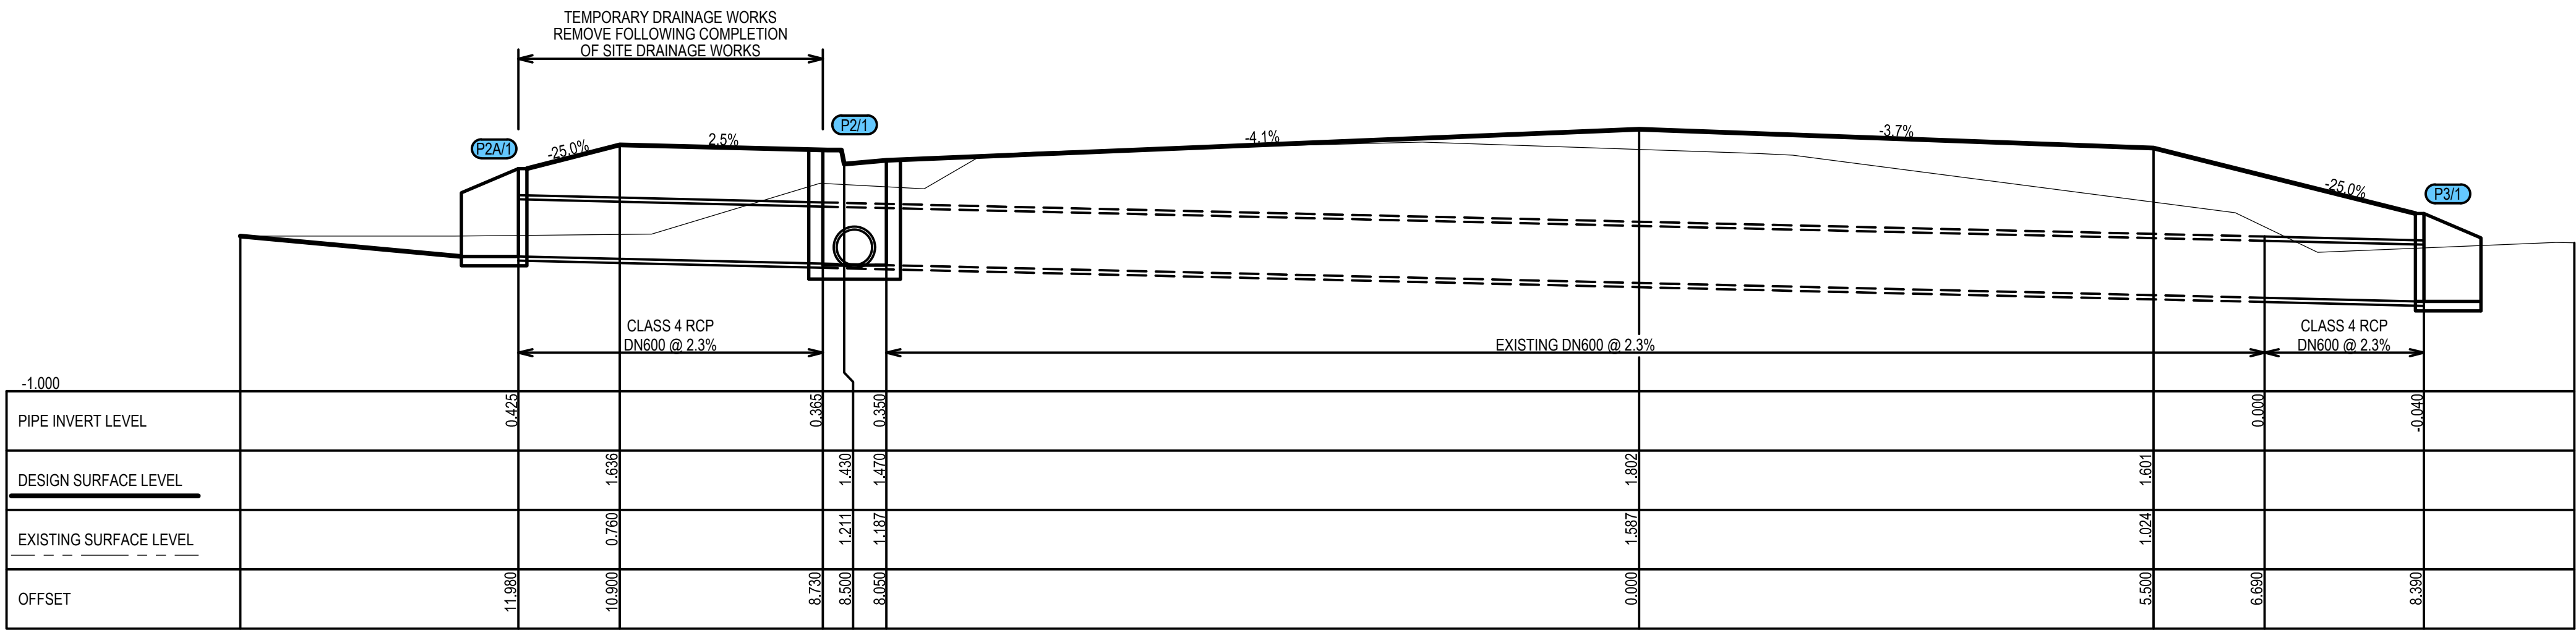 TEMPORARY DRAINAGE WORKS
REMOVE FOLLOWING COMPLETION
OF SITE DRAINAGE WORKS
P2A/1
-25.0%
2.5%
P2/1
-4.1%
-3.7%
-25.0%
P3/1
CLASS 4 RCP
DN600 @ 2.3%
EXISTING DN600 @ 2.3%
CLASS 4 RCP
DN600 @ 2.3%
-1.000
PIPE INVERT LEVEL
0.425
0.365
0.350
0.000
-0.040
DESIGN SURFACE LEVEL
1.636
1.430
1.470
1.802
1.601
EXISTING SURFACE LEVEL
0.760
1.211
1.187
1.587
1.024
OFFSET
11.980
10.900
8.730
8.500
8.050
0.000
5.500
6.690
8.390